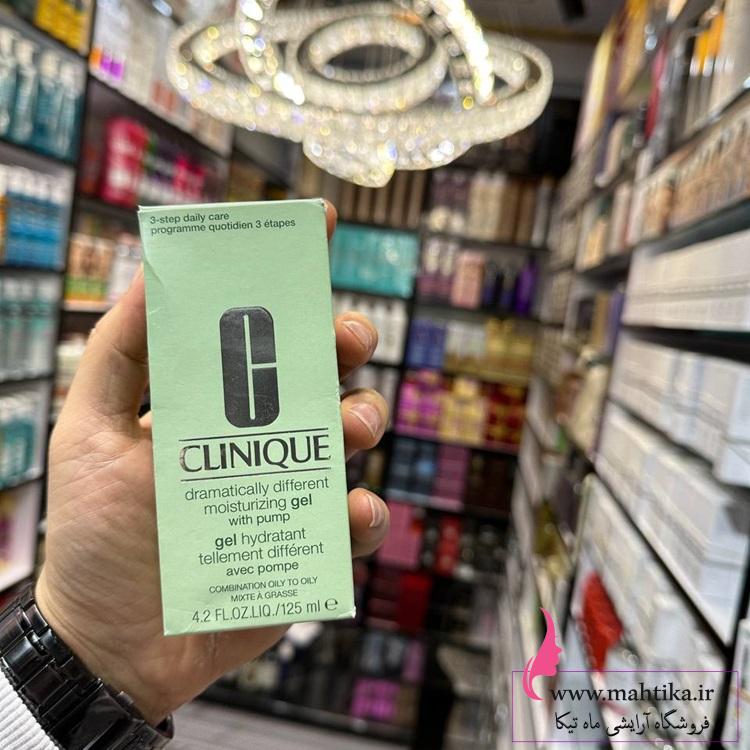 3-step daily care
programme quotidien 3 étapes
CLINIQUE
dramatically different
moisturizing gel
with pump
gel hydratant
tellement différent
avec pompe
COMBINATION OILY TO OILY
MIXTE À GRASSE
4.2 FL.OZ.LIQ./125 ml ℮
www.mahtika.ir
فروشگاه آرایشی ماه تیکا